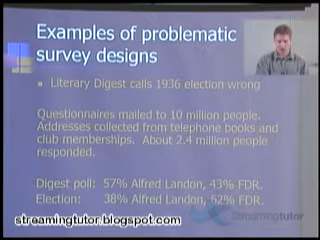 Examples of problematic
survey designs
Literary Digest calls 1936 election wrong
Questionnaires mailed to 10 million people.
Addresses collected from telephone books and
club memberships. About 2.4 million people
responded.
Digest poll: 57% Alfred Landon, 43% FDR.
Election: 38% Alfred Landon, 62% FDR.
streamingtutor
streamingtutor.blogspot.com